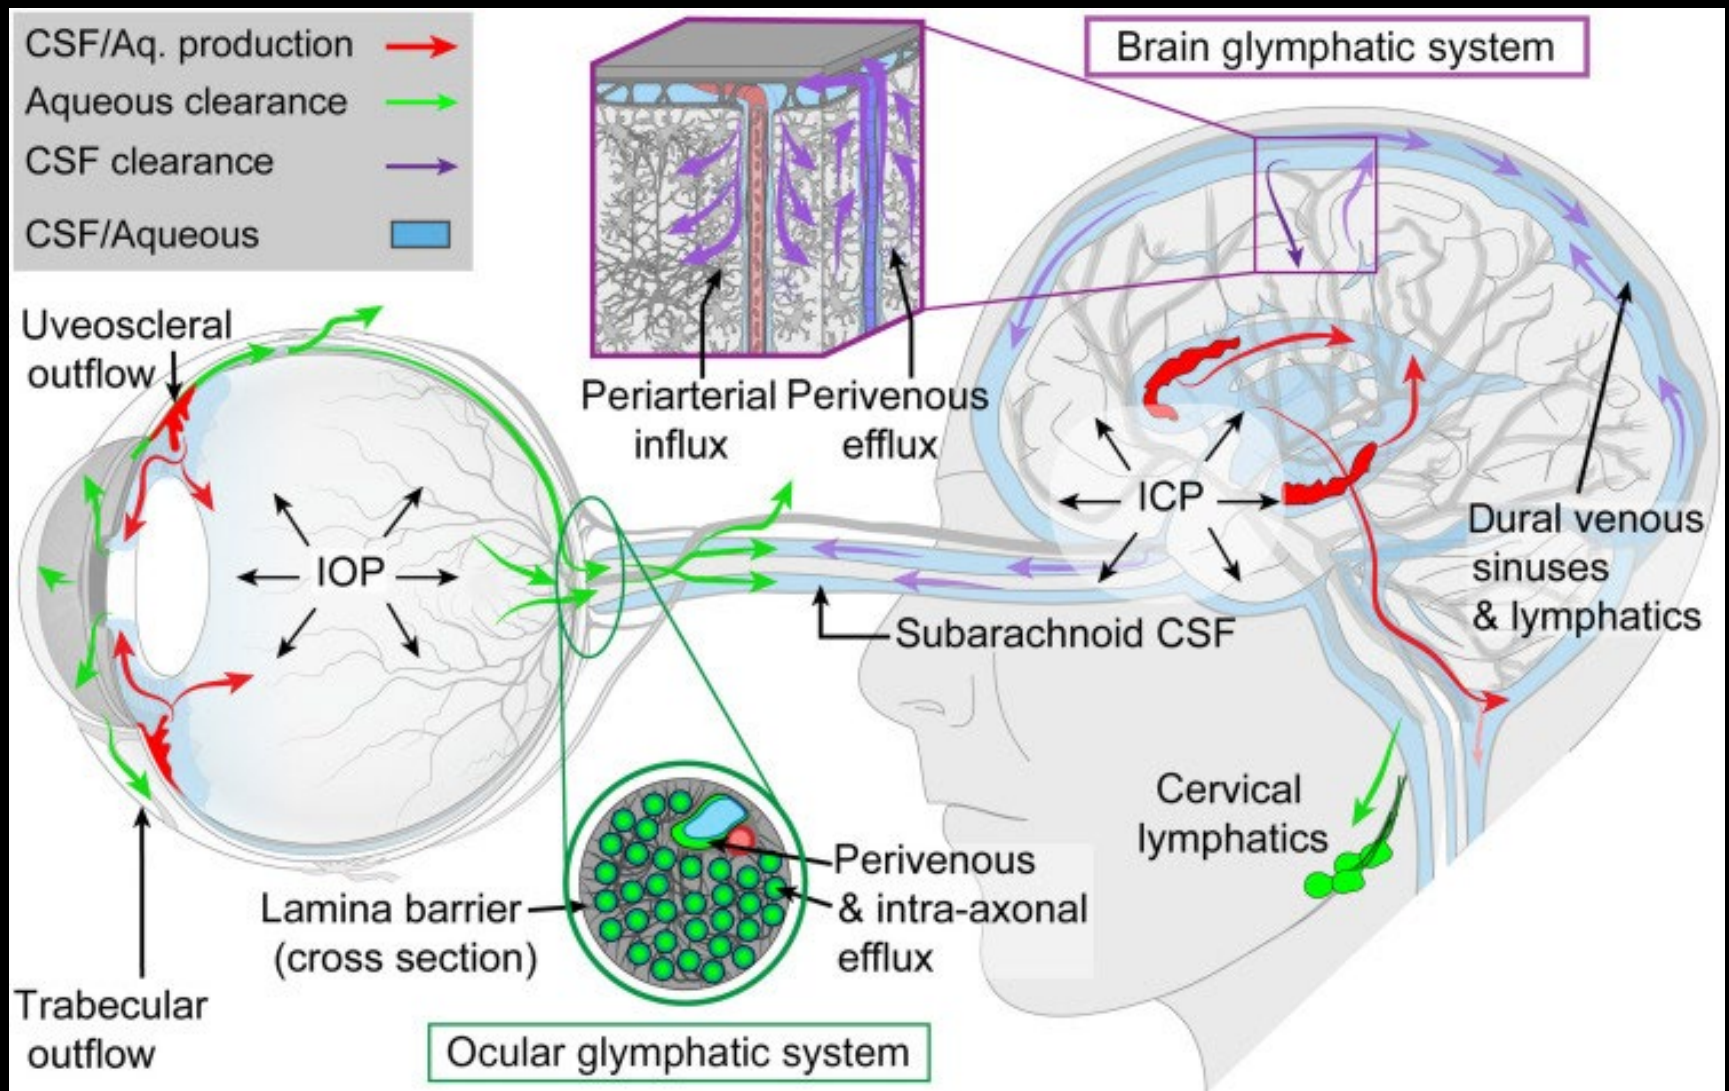 CSF/Aq. production
Aqueous clearance
CSF clearance
CSF/Aqueous
Brain glymphatic system
Uveoscleral
outflow
Periarterial
influx
Perivenous
efflux
IOP
ICP
Dural venous
sinuses
& lymphatics
Subarachnoid CSF
Cervical
lymphatics
Perivenous
& intra-axonal
efflux
Lamina barrier
(cross section)
Trabecular
outflow
Ocular glymphatic system